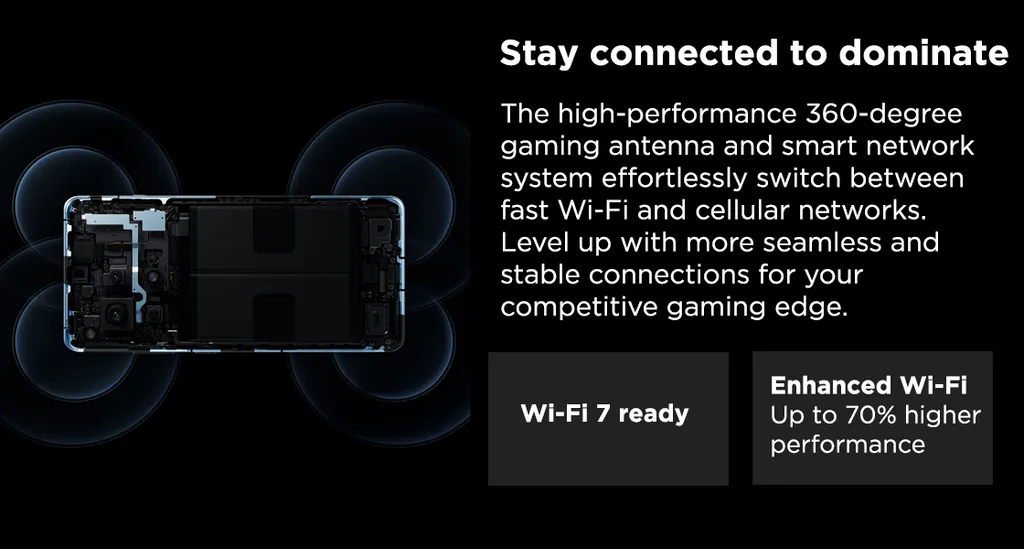 Stay connected to dominate
The high-performance 360-degree
gaming antenna and smart network
system effortlessly switch between
fast Wi-Fi and cellular networks.
Level up with more seamless and
stable connections for your
competitive gaming edge.
Wi-Fi 7 ready
Enhanced Wi-Fi
Up to 70% higher
performance